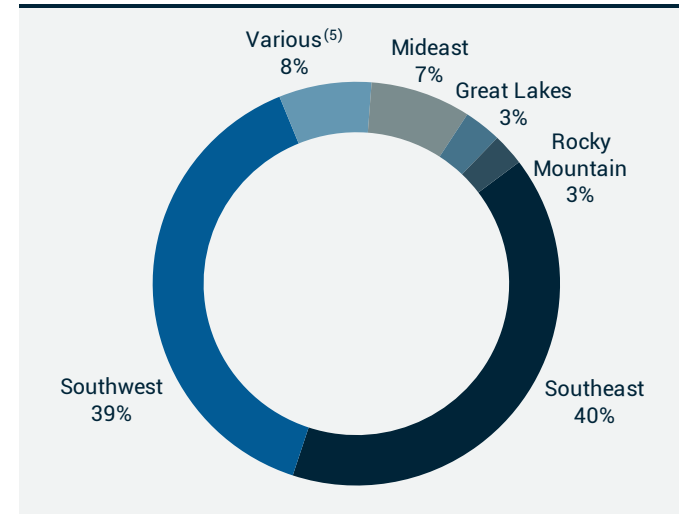 Various(5)
8%
Mideast
7%
Great Lakes
3%
Rocky
Mountain
3%
Southwest
39%
Southeast
40%